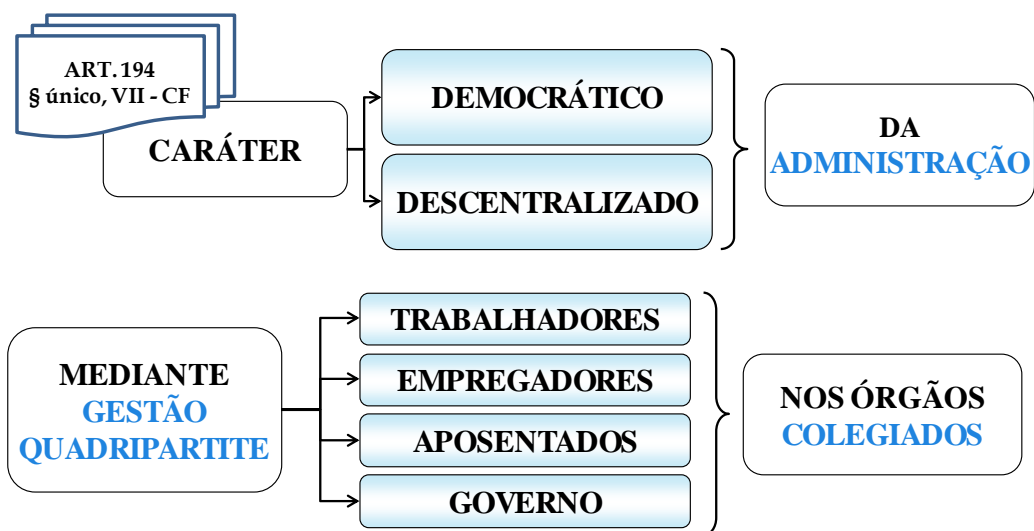 ART. 194
§ único, VII - CF
CARÁTER
DEMOCRÁTICO
DESCENTRALIZADO
DA
ADMINISTRAÇÃO
MEDIANTE
GESTÃO
QUADRIPARTITE
TRABALHADORES
EMPREGADORES
APOSENTADOS
GOVERNO
NOS ÓRGÃOS
COLEGIADOS